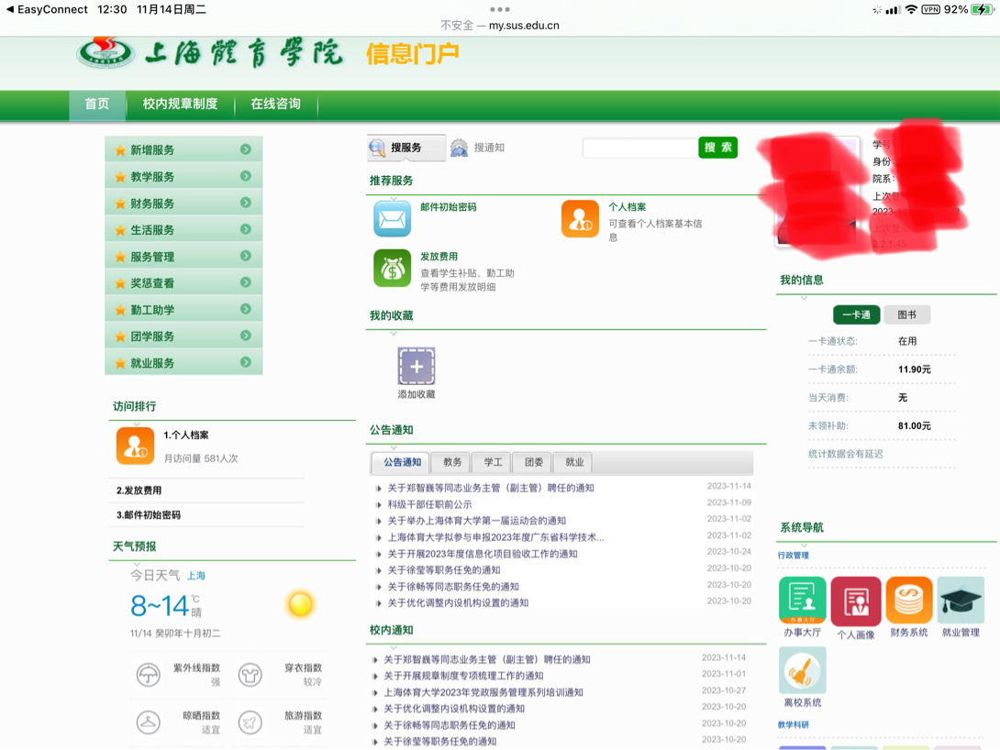 ◀ EasyConnect 12:30 11月14日周二
VPN 92%
不安全 — my.sus.edu.cn
上海體育學院 信息门户
首页 校内规章制度 在线咨询
新增服务
教学服务
财务服务
生活服务
服务管理
奖惩查看
勤工助学
团学服务
就业服务
访问排行
1.个人档案
月访问量 581人次
2.发放费用
3.邮件初始密码
天气预报
今日天气 上海
8~14℃
晴
11/14 癸卯年十月初二
紫外线指数
强
穿衣指数
较冷
晾晒指数
适宜
旅游指数
适宜
搜服务 搜通知 搜 索
推荐服务
邮件初始密码
个人档案
可查看个人档案基本信
息
发放费用
查看学生补贴、勤工助
学等费用发放明细
我的收藏
添加收藏
公告通知
公告通知 教务 学工 团委 就业
关于郑智巍等同志业务主管（副主管）聘任的通知 2023-11-14
科级干部任职前公示 2023-11-09
关于举办上海体育大学第一届运动会的通知 2023-11-02
上海体育大学拟参与申报2023年度广东省科学技术... 2023-11-02
关于开展2023年度信息化项目验收工作的通知 2023-10-24
关于徐莹等职务任免的通知 2023-10-20
关于徐畅等同志职务任免的通知 2023-10-20
关于优化调整内设机构设置的通知 2023-10-20
校内通知
关于郑智巍等同志业务主管（副主管）聘任的通知 2023-11-14
关于开展规章制度专项梳理工作的通知 2023-11-01
上海体育大学2023年党政服务管理系列培训通知 2023-10-27
关于优化调整内设机构设置的通知 2023-10-20
关于徐畅等同志职务任免的通知 2023-10-20
关于徐莹等职务任免的通知 2023-10-20
学号
身份
院系：
上次登
2023-1
上次登
2.2.1.45
我的信息
一卡通 图书
一卡通状态: 在用
一卡通余额: 11.90元
当天消费: 无
未领补助: 81.00元
统计数据会有延迟
系统导航
行政管理
办事大厅
办事大厅 个人画像 财务系统 就业管理
离校系统
教学科研